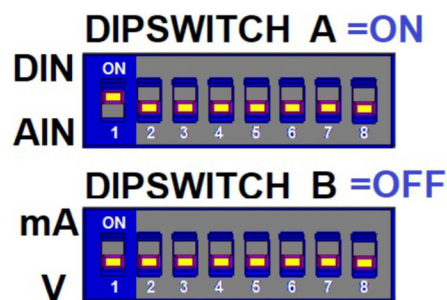 DIPSWITCH A =ON
DIN
ON
AIN
1 2 3 4 5 6 7 8
DIPSWITCH B =OFF
mA
ON
V
1 2 3 4 5 6 7 8